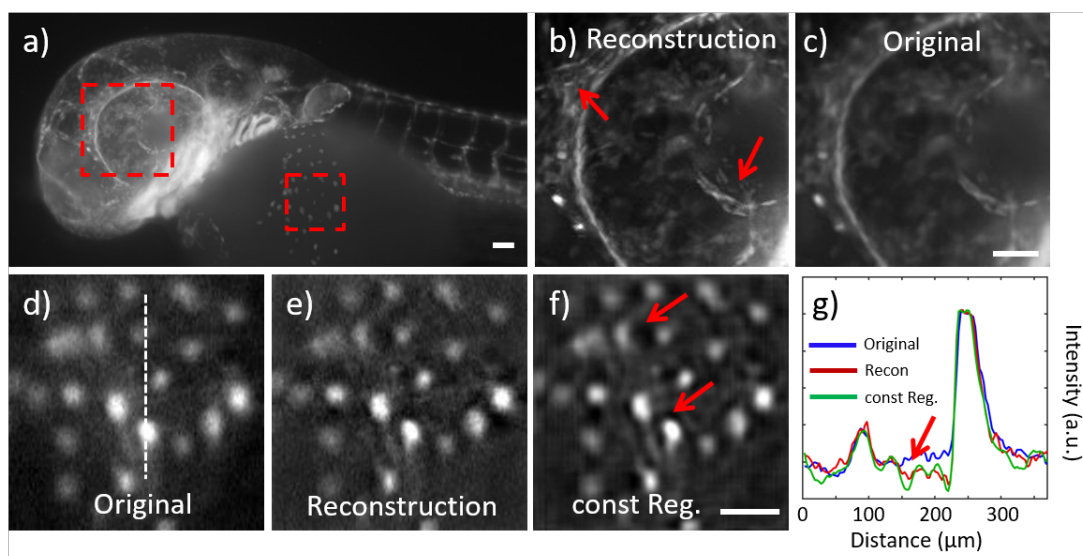 a)
b) Reconstruction
c) Original
d)
Original
e)
Reconstruction
f)
const Reg.
g)
Original
Recon
const Reg.
Intensity (a.u.)
0 100 200 300
Distance (μm)